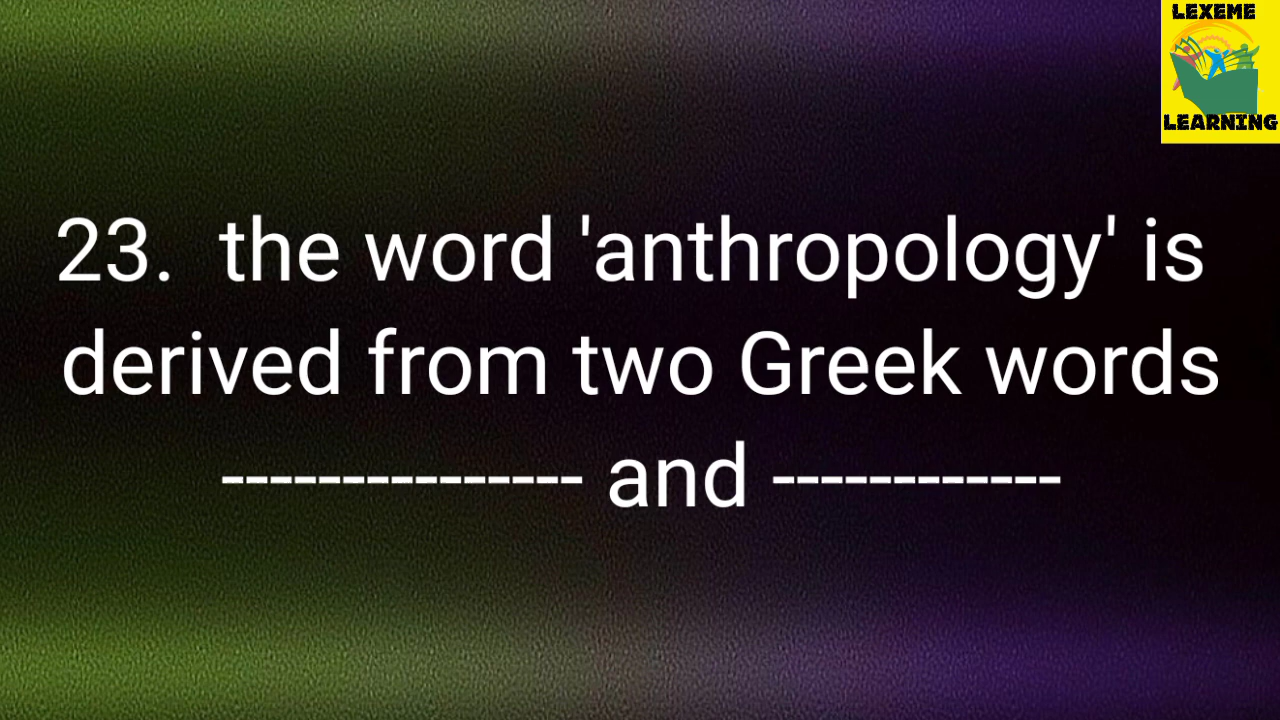 LEXEME
LEARNING
23.  the word 'anthropology' is
derived from two Greek words
--------------- and ------------